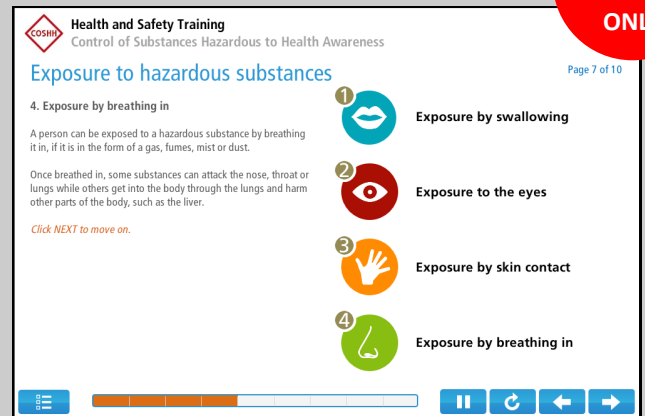 COSHH
Health and Safety Training
Control of Substances Hazardous to Health Awareness
Exposure to hazardous substances
Page 7 of 10
4. Exposure by breathing in
A person can be exposed to a hazardous substance by breathing
it in, if it is in the form of a gas, fumes, mist or dust.
Once breathed in, some substances can attack the nose, throat or
lungs while others get into the body through the lungs and harm
other parts of the body, such as the liver.
Click NEXT to move on.
1
Exposure by swallowing
2
Exposure to the eyes
3
Exposure by skin contact
4
Exposure by breathing in